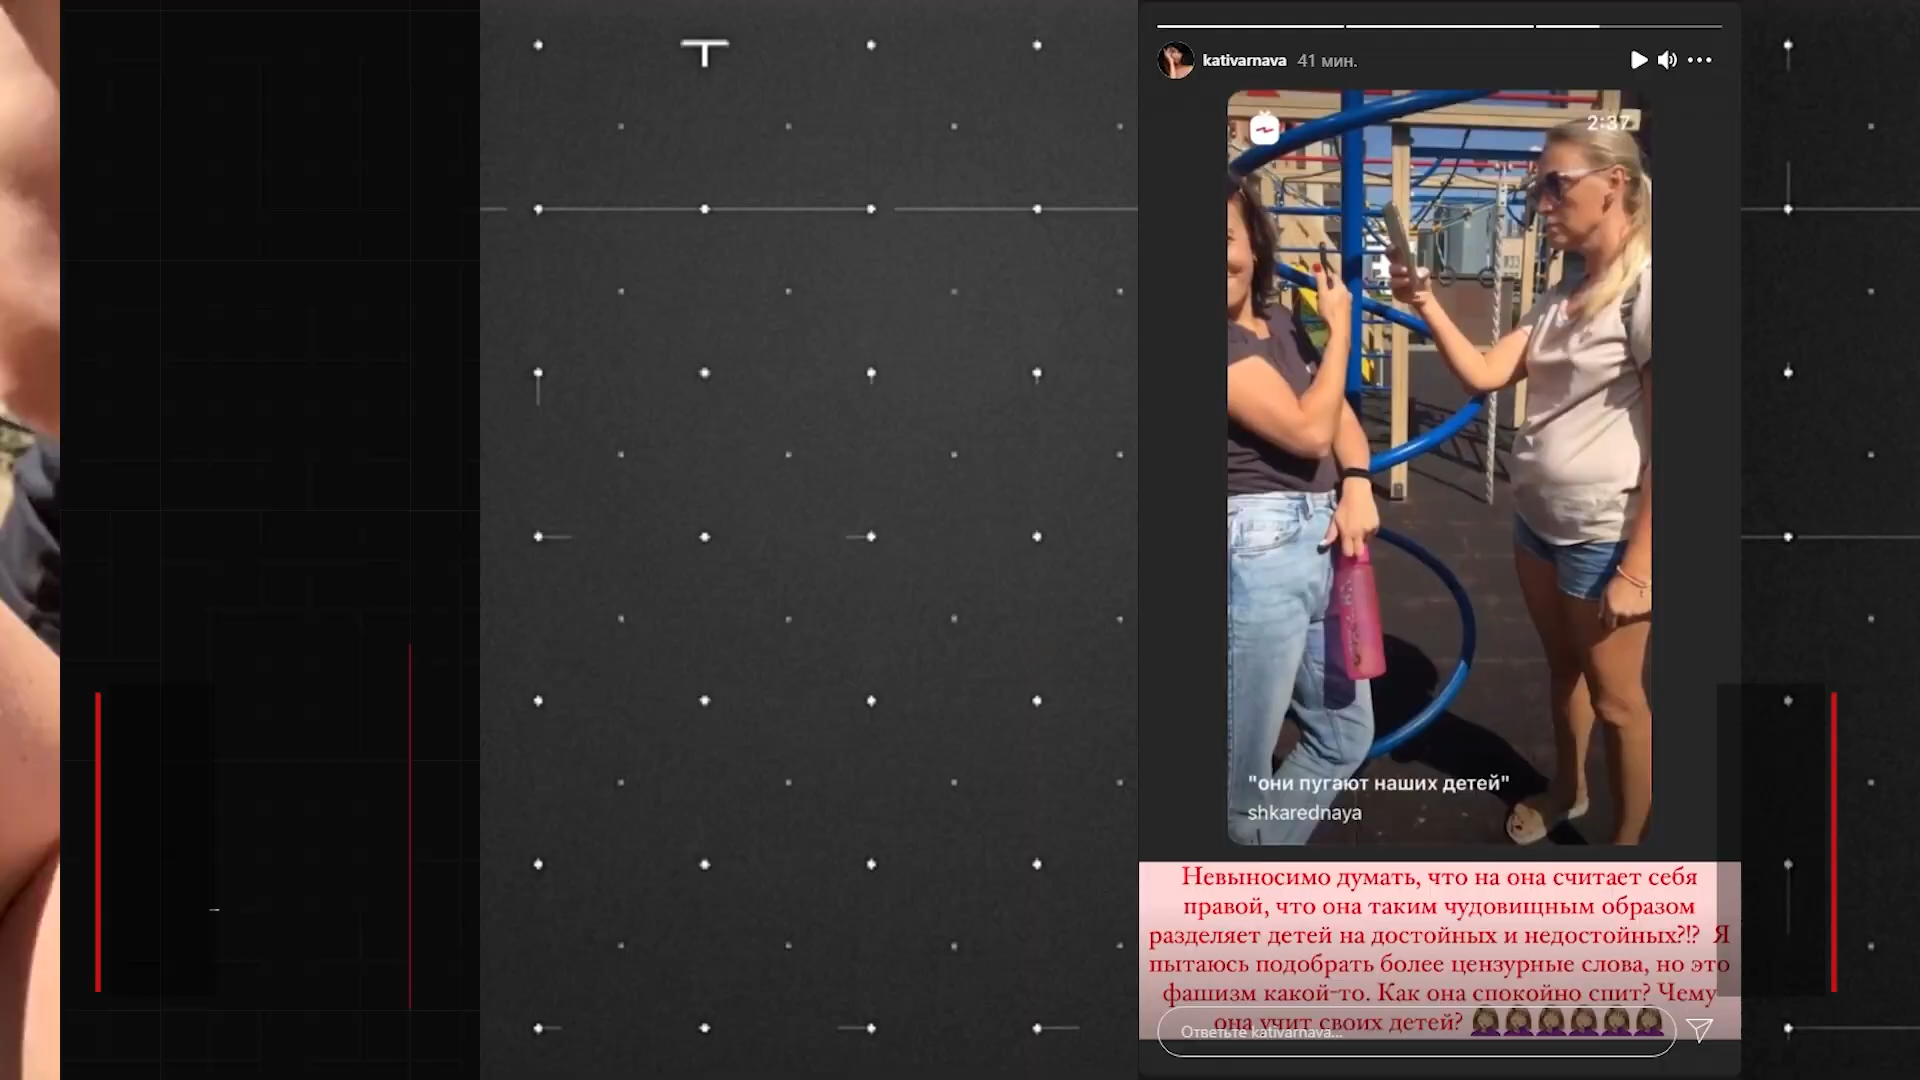 kativarnava 41 мин.
2:37
"они пугают наших детей"
shkarednaya
Невыносимо думать, что на она считает себя
правой, что она таким чудовищным образом
разделяет детей на достойных и недостойных?!? Я
пытаюсь подобрать более цензурные слова, но это
фашизм какой-то. Как она спокойно спит? Чему
она учит своих детей?
Ответьте kativarnava...